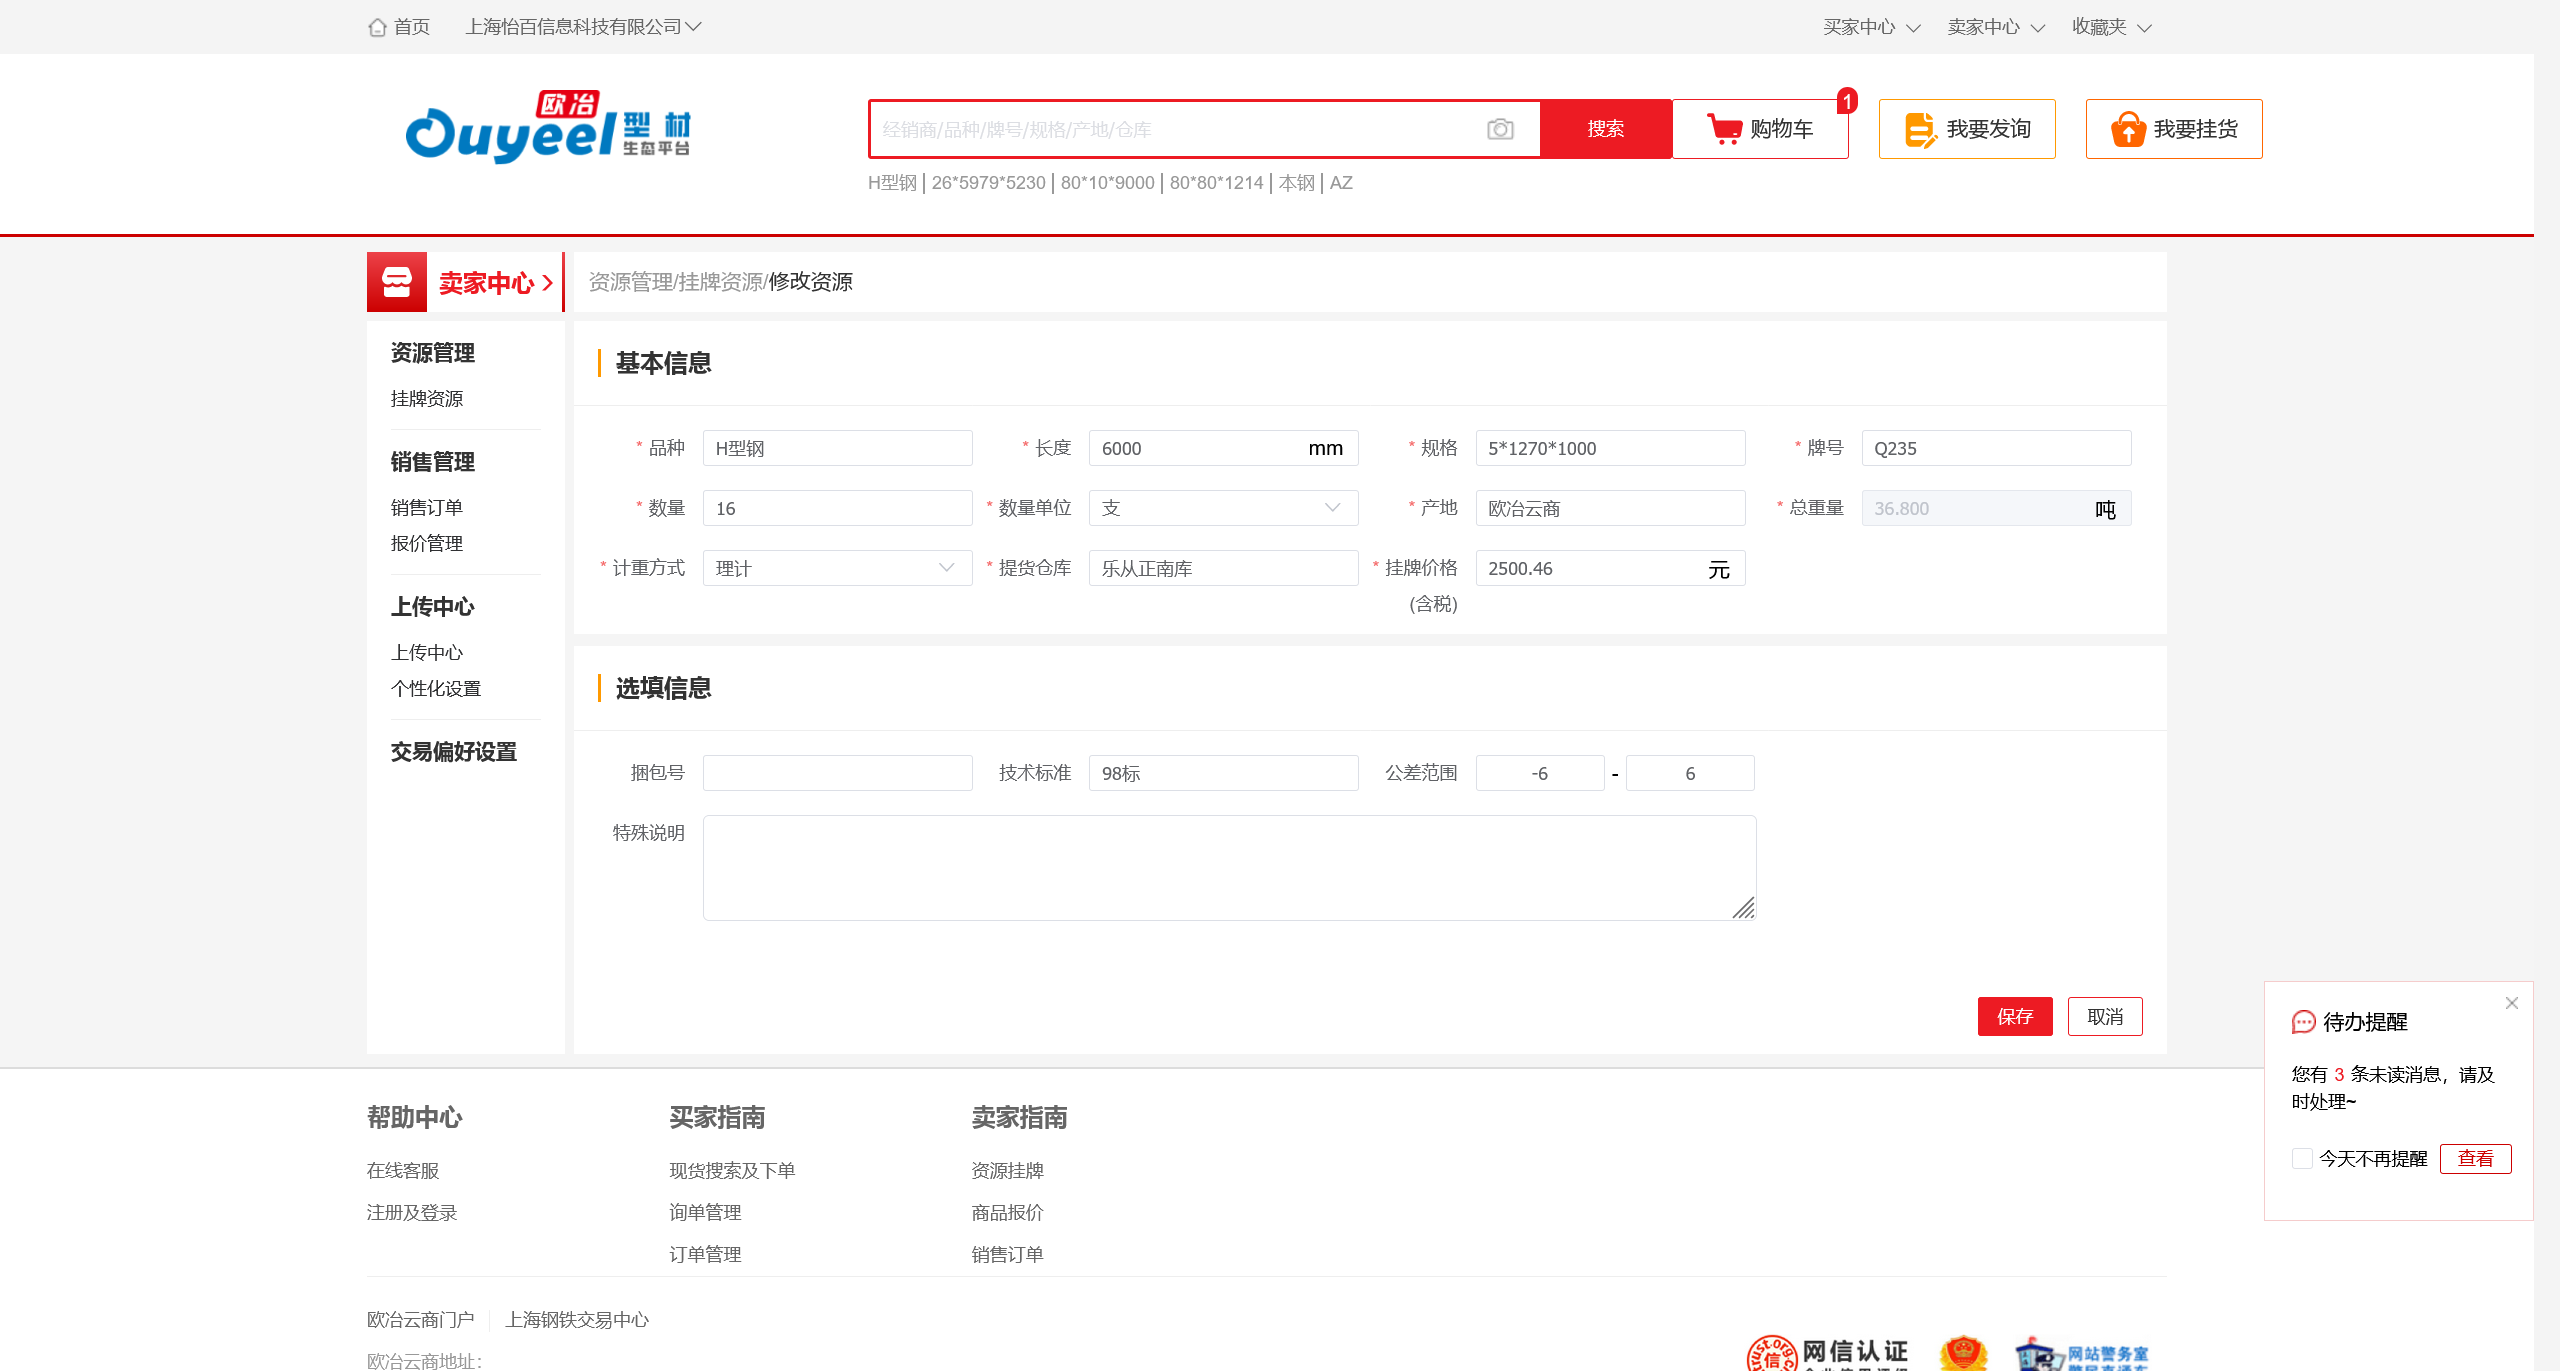 首页 上海怡百信息科技有限公司 买家中心 卖家中心 收藏夹
欧冶 Ouyeel 型材 生态平台
经销商/品种/牌号/规格/产地/仓库 搜索 购物车 1 我要发询 我要挂货
H型钢 | 26*5979*5230 | 80*10*9000 | 80*80*1214 | 本钢 | AZ
卖家中心 资源管理/挂牌资源/修改资源
资源管理
挂牌资源
销售管理
销售订单
报价管理
上传中心
上传中心
个性化设置
交易偏好设置
基本信息
* 品种 H型钢 * 长度 6000 mm * 规格 5*1270*1000 * 牌号 Q235
* 数量 16 * 数量单位 支 * 产地 欧冶云商 * 总重量 36.800 吨
* 计重方式 理计 * 提货仓库 乐从正南库 * 挂牌价格 2500.46 元
(含税)
选填信息
捆包号 技术标准 98标 公差范围 -6 - 6
特殊说明
保存 取消
待办提醒
您有 3 条未读消息，请及
时处理~
今天不再提醒 查看
帮助中心 买家指南 卖家指南
在线客服 现货搜索及下单 资源挂牌
注册及登录 询单管理 商品报价
订单管理 销售订单
欧冶云商门户 上海钢铁交易中心
欧冶云商地址：
网信认证
网站警务室